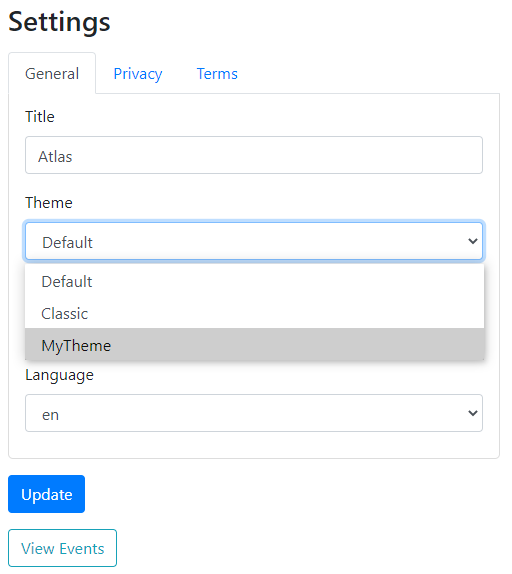 Settings
General Privacy Terms
Title
Atlas
Theme
Default
Default
Classic
MyTheme
Language
en
Update
View Events